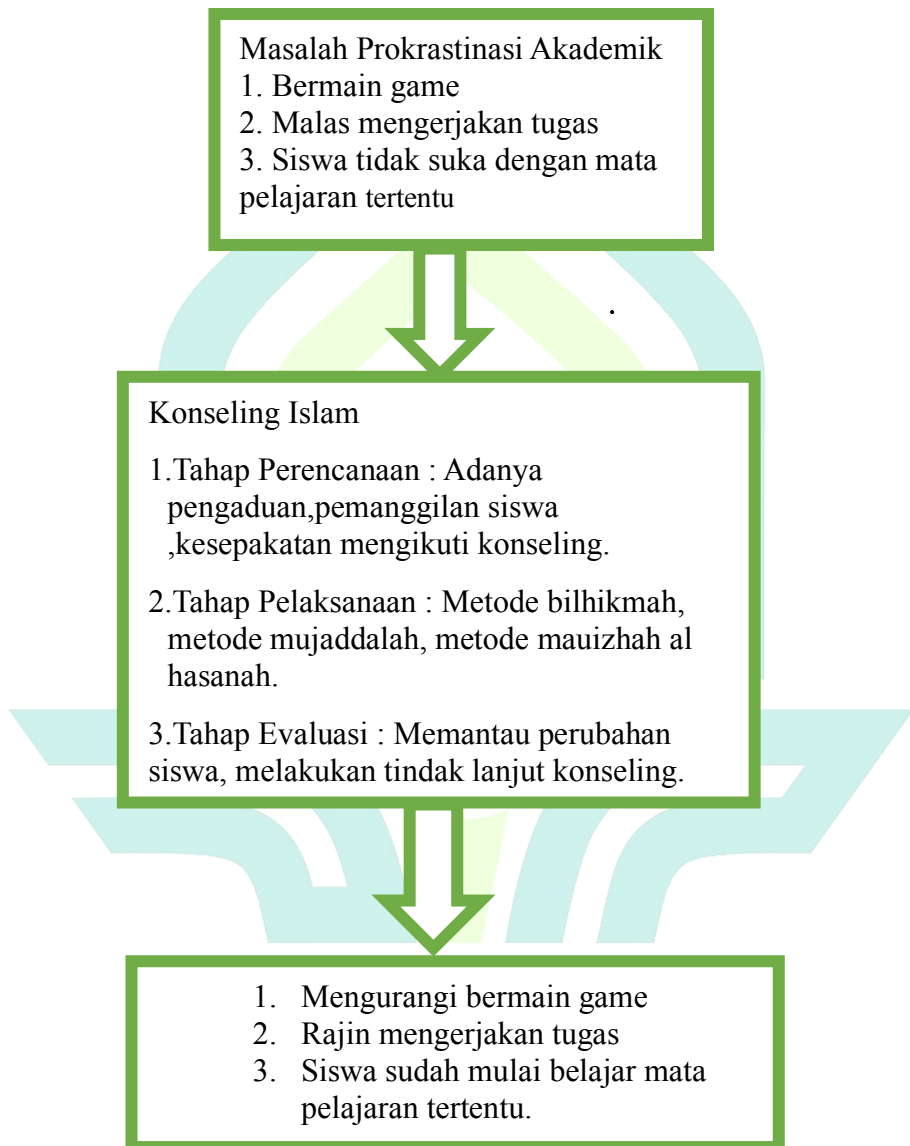 Masalah Prokrastinasi Akademik
1. Bermain game
2. Malas mengerjakan tugas
3. Siswa tidak suka dengan mata
pelajaran tertentu
.
Konseling Islam
1.Tahap Perencanaan : Adanya
pengaduan,pemanggilan siswa
,kesepakatan mengikuti konseling.
2.Tahap Pelaksanaan : Metode bilhikmah,
metode mujaddalah, metode mauizhah al
hasanah.
3.Tahap Evaluasi : Memantau perubahan
siswa, melakukan tindak lanjut konseling.
1. Mengurangi bermain game
2. Rajin mengerjakan tugas
3. Siswa sudah mulai belajar mata
pelajaran tertentu.